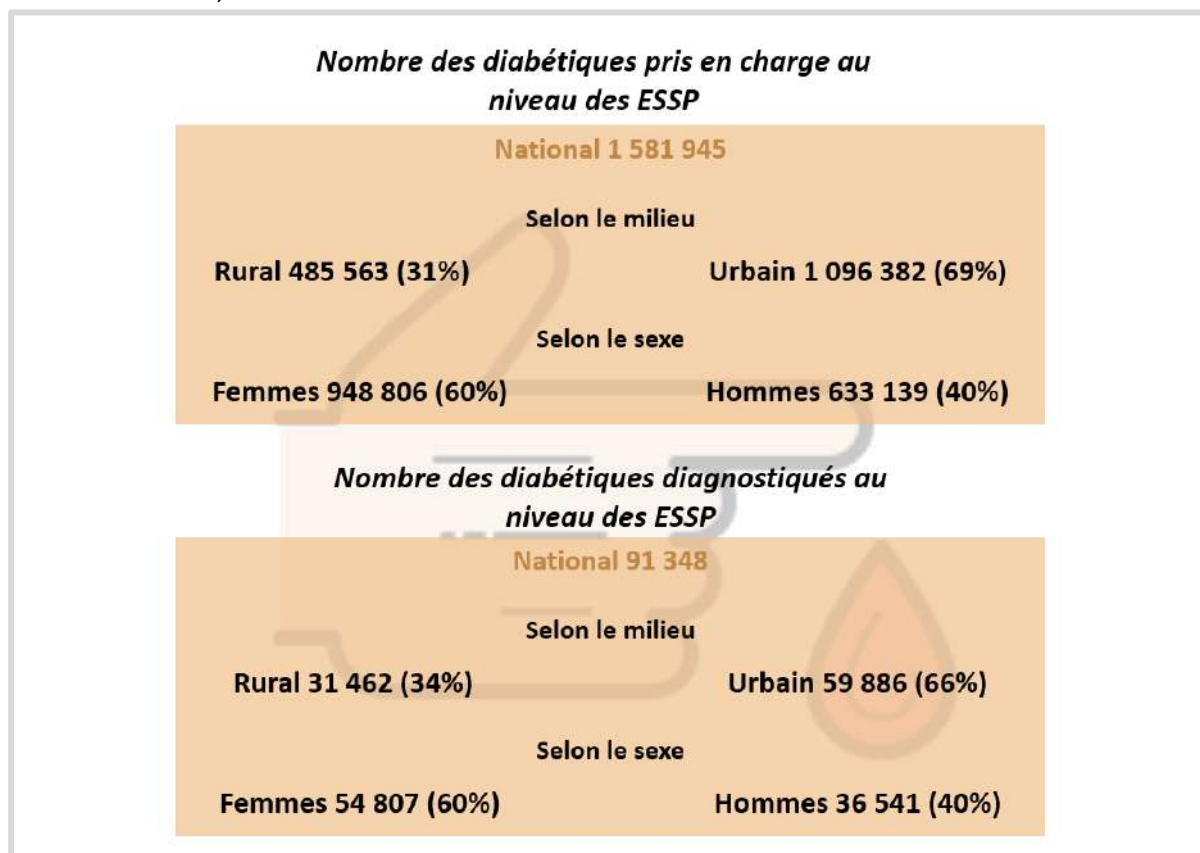 Nombre des diabétiques pris en charge au
niveau des ESSP
National 1 581 945
Selon le milieu
Rural 485 563 (31%)
Urbain 1 096 382 (69%)
Selon le sexe
Femmes 948 806 (60%)
Hommes 633 139 (40%)
Nombre des diabétiques diagnostiqués au
niveau des ESSP
National 91 348
Selon le milieu
Rural 31 462 (34%)
Urbain 59 886 (66%)
Selon le sexe
Femmes 54 807 (60%)
Hommes 36 541 (40%)